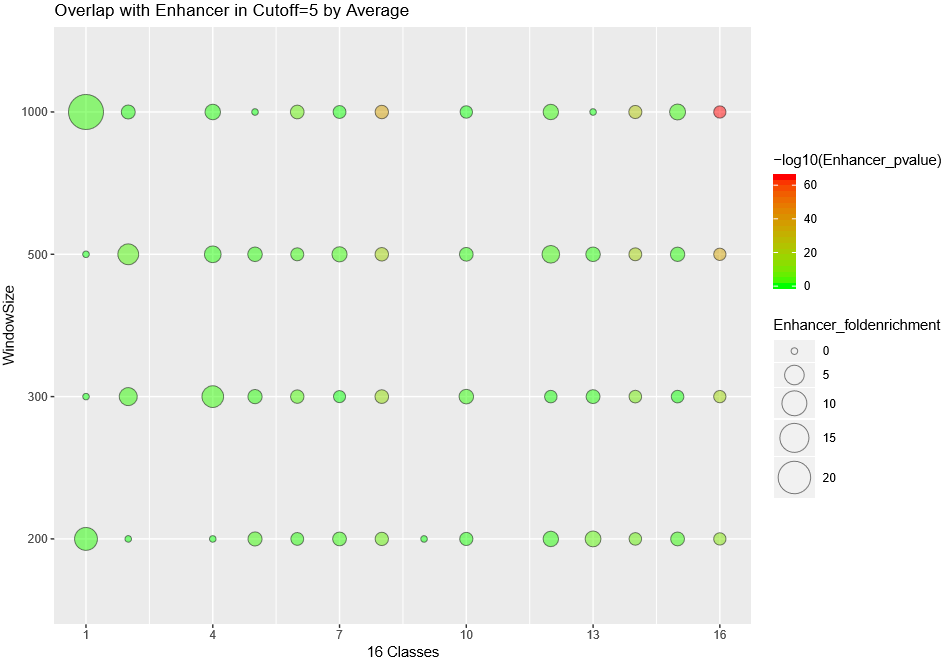 Overlap with Enhancer in Cutoff=5 by Average
WindowSize
1000
500
300
200
1 4 7 10 13 16
16 Classes
−log10(Enhancer_pvalue)
60
40
20
0
Enhancer_foldenrichment
0
5
10
15
20